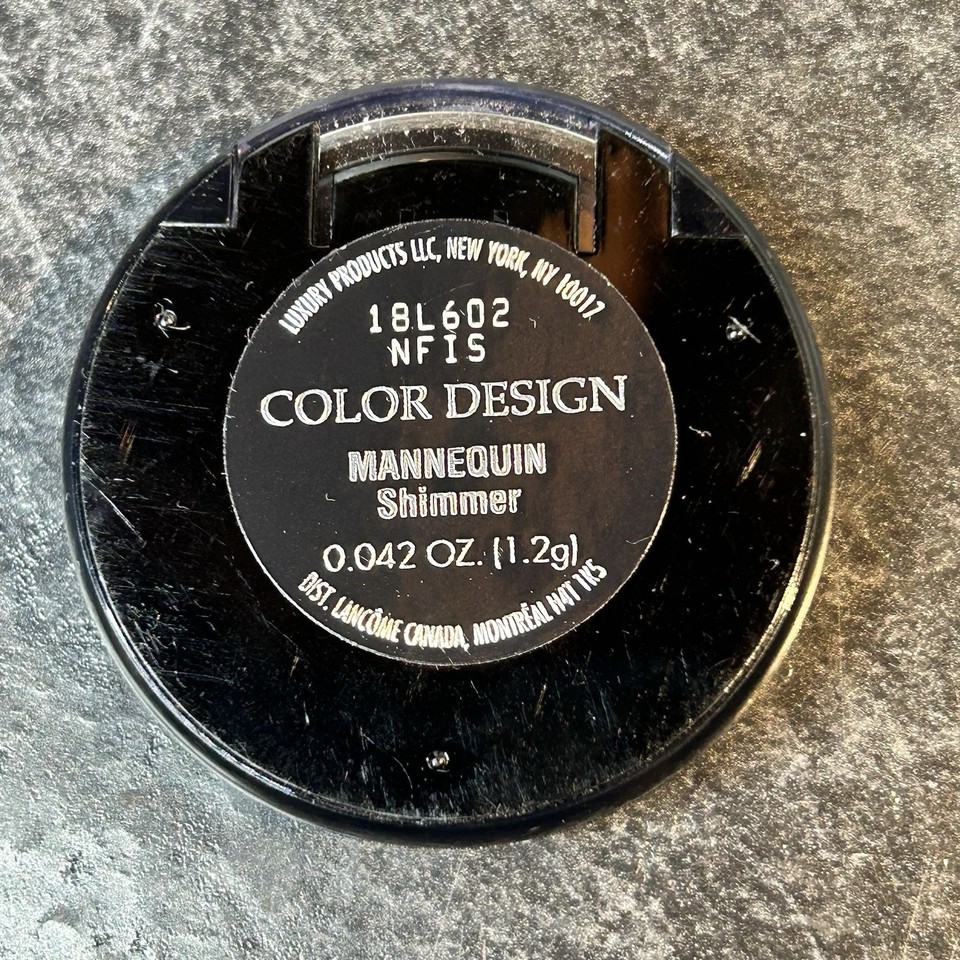 LUXURY PRODUCTS LLC, NEW YORK, NY 10017
18L602
NFIS
COLOR DESIGN
MANNEQUIN
Shimmer
0.042 OZ. (1.2g)
DIST. LANCÔME CANADA, MONTRÉAL H4T 1K5